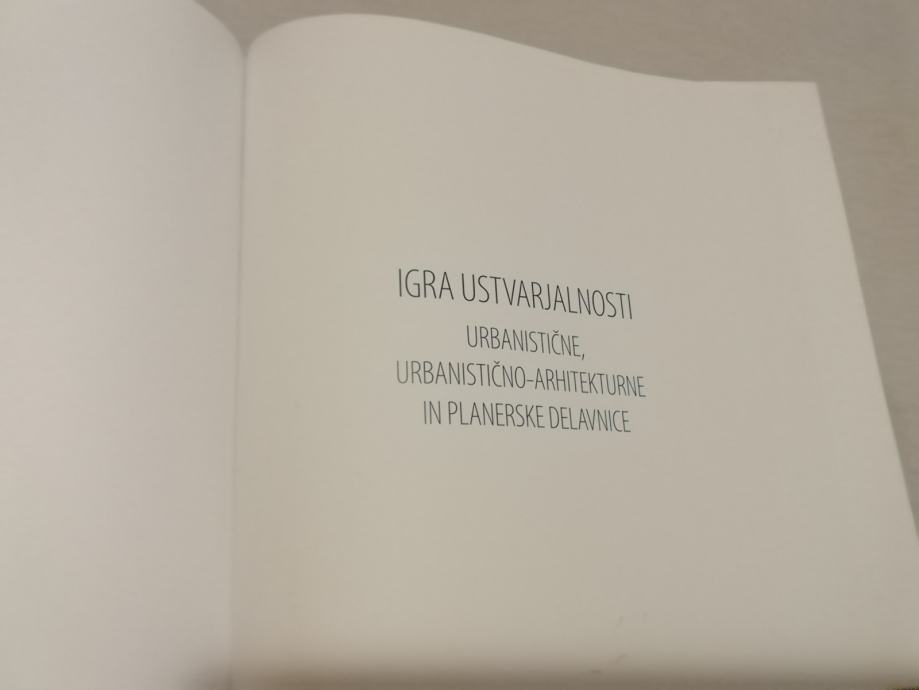 IGRA USTVARJALNOSTI
URBANISTIČNE,
URBANISTIČNO-ARHITEKTURNE
IN PLANERSKE DELAVNICE